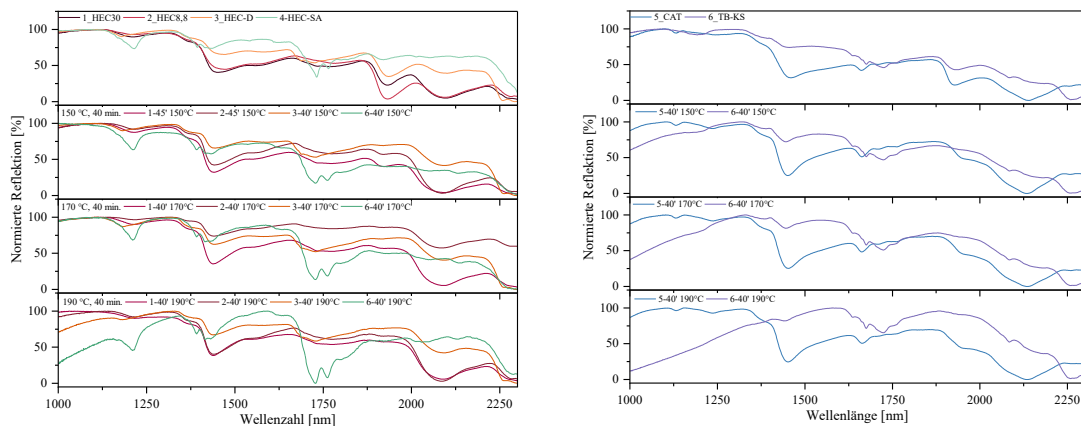 1_HEC30 2_HEC8,8 3_HEC-D 4-HEC-SA
100
50
0
150 °C, 40 min. 1-45' 150°C 2-45' 150°C 3-40' 150°C 6-40' 150°C
100
50
0
170 °C, 40 min. 1-40' 170°C 2-40' 170°C 3-40' 170°C 6-40' 170°C
100
50
0
190 °C, 40 min. 1-40' 190°C 2-40' 190°C 3-40' 190°C 6-40' 190°C
100
50
0
1000 1250 1500 1750 2000 2250
Wellenzahl [nm]
Normierte Reflektion [%]
5_CAT 6_TB-KS
100
50
0
5-40' 150°C 6-40' 150°C
100
50
0
5-40' 170°C 6-40' 170°C
100
50
0
5-40' 190°C 6-40' 190°C
100
50
0
1000 1250 1500 1750 2000 2250
Wellenlänge [nm]
Normierte Reflektion [%]